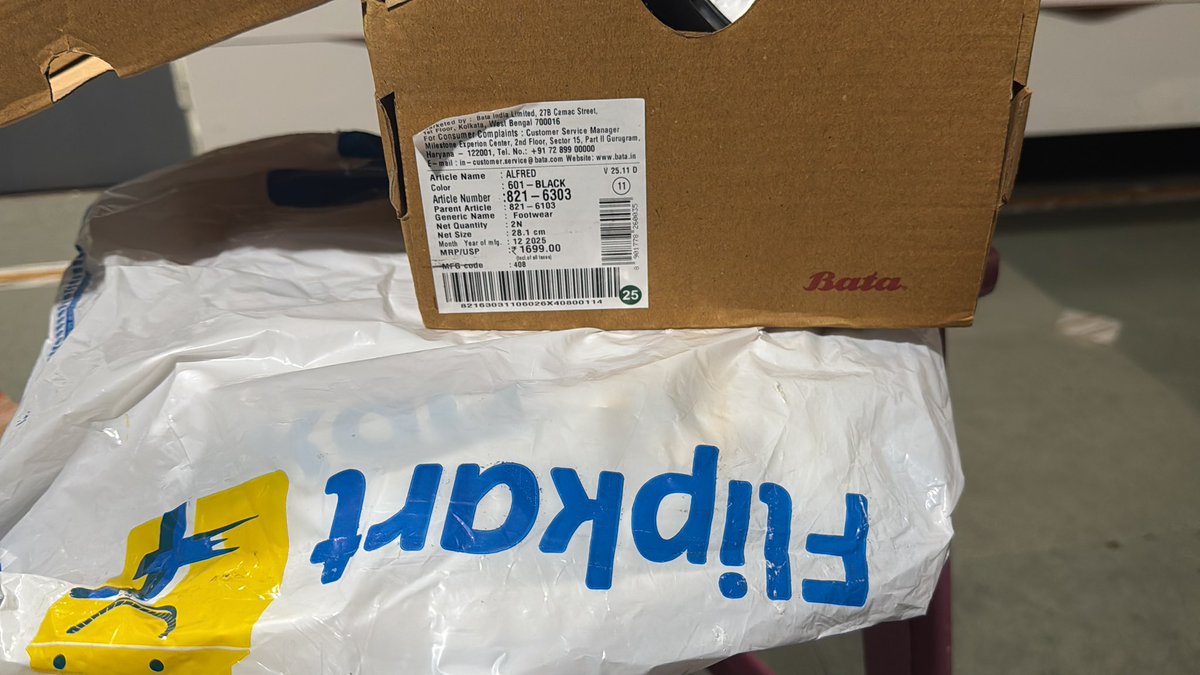 Marketed by : Bata India Limited, 27B Camac Street,
1st Floor, Kolkata, West Bengal 700016
For Consumer Complaints : Customer Service Manager
Milestone Experion Center, 2nd Floor, Sector 15, Part II Gurugram,
Haryana – 122001, Tel. No.: +91 72 899 00000
E-mail : in-customer.service@bata.com Website: www.bata.in
Article Name : ALFRED V 25.11 D
Color : 601-BLACK 11
Article Number : 821-6303
Parent Article : 821-6103
Generic Name : Footwear
Net Quantity : 2N
Net Size : 28.1 cm
Month Year of mfg. : 12 2025
MRP/USP : ₹ 1699.00
(Incl of all taxes)
MFG code : 408
8 901778 260035
82163031106026X40800114
25
Bata
Flipkart